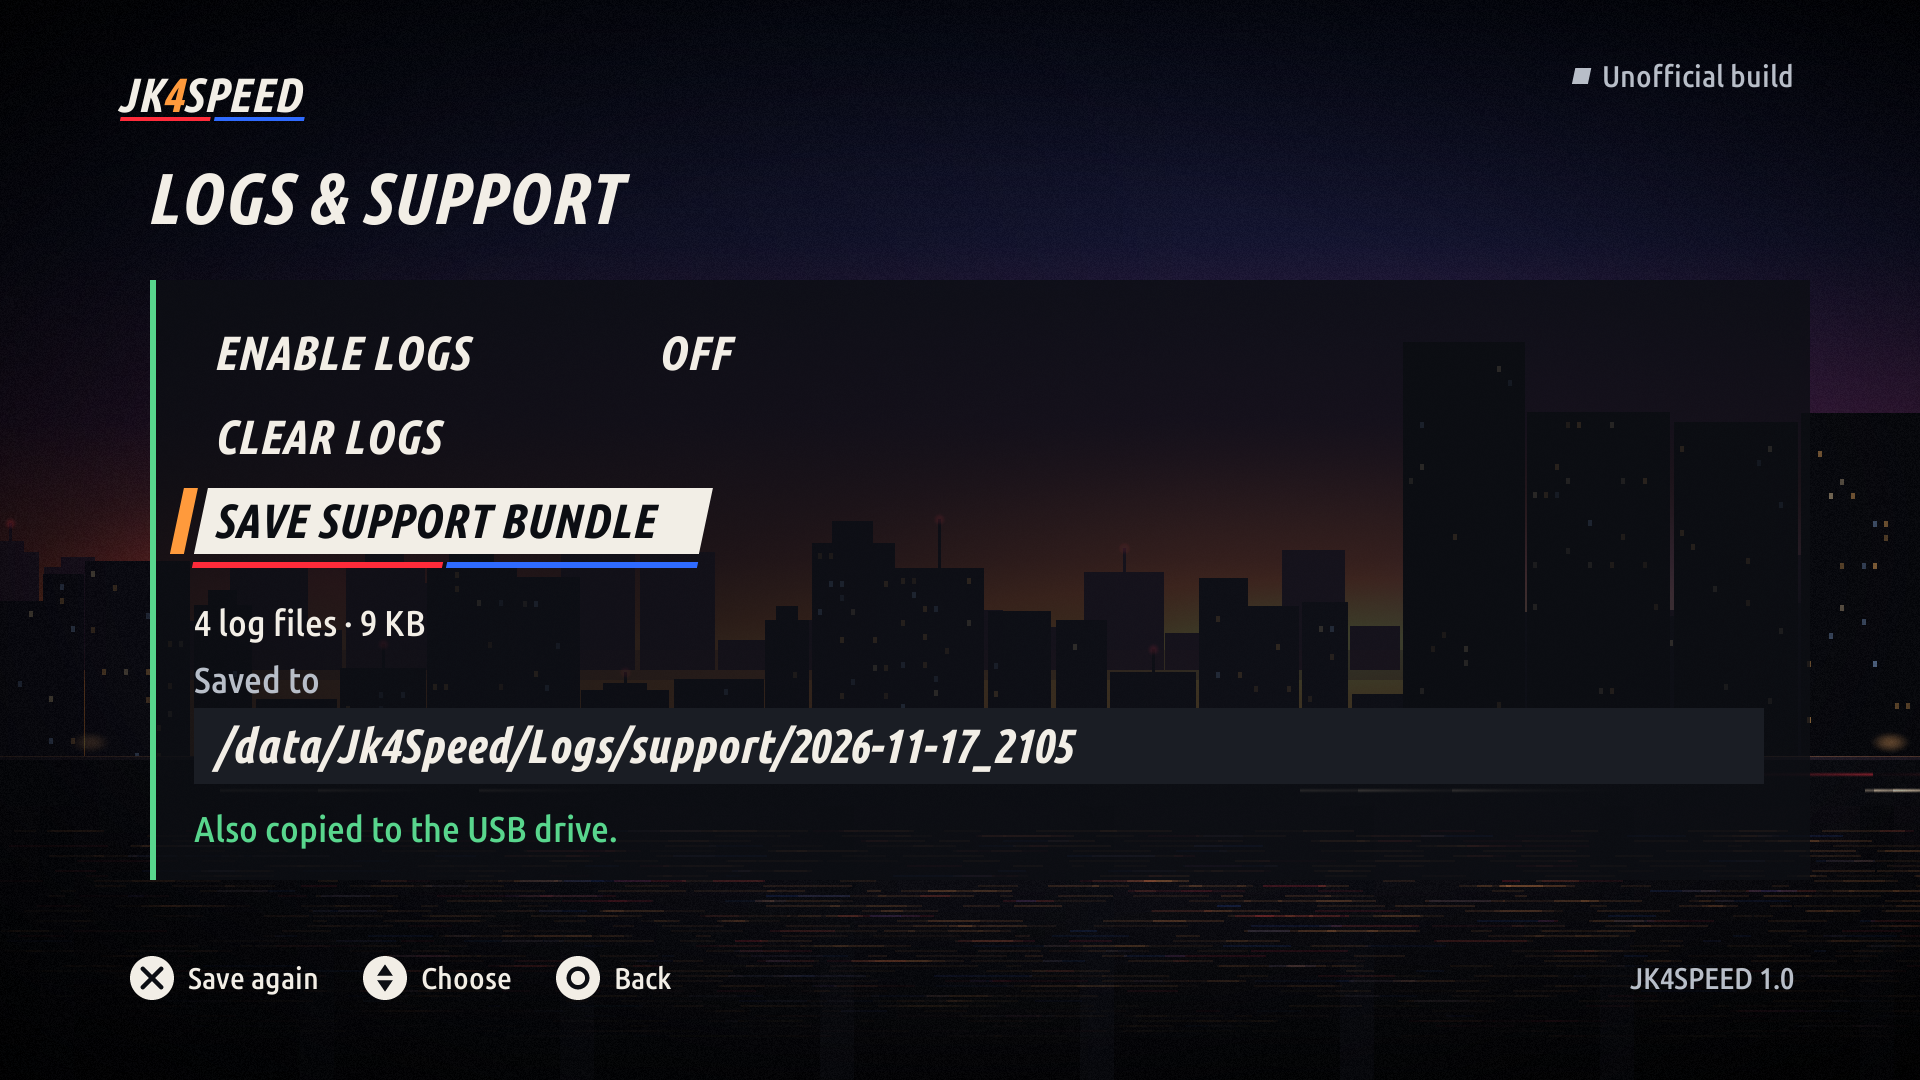 JK4SPEED
Unofficial build
LOGS & SUPPORT
ENABLE LOGS OFF
CLEAR LOGS
SAVE SUPPORT BUNDLE
4 log files · 9 KB
Saved to
/data/Jk4Speed/Logs/support/2026-11-17_2105
Also copied to the USB drive.
Save again Choose Back
JK4SPEED 1.0